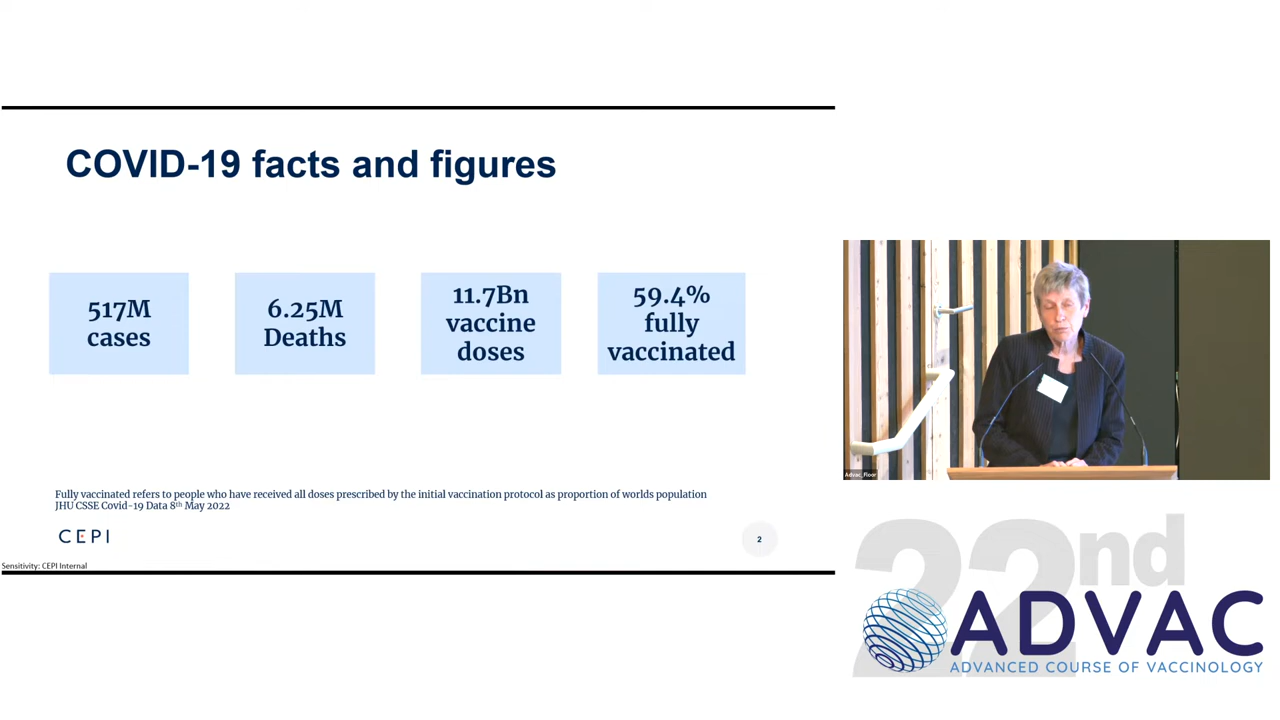 COVID-19 facts and figures
517M
cases
6.25M
Deaths
11.7Bn
vaccine
doses
59.4%
fully
vaccinated
Fully vaccinated refers to people who have received all doses prescribed by the initial vaccination protocol as proportion of worlds population
JHU CSSE Covid-19 Data 8th May 2022
CEPI
2
Sensitivity: CEPI Internal
Advac_Floor
22nd
ADVAC
ADVANCED COURSE OF VACCINOLOGY